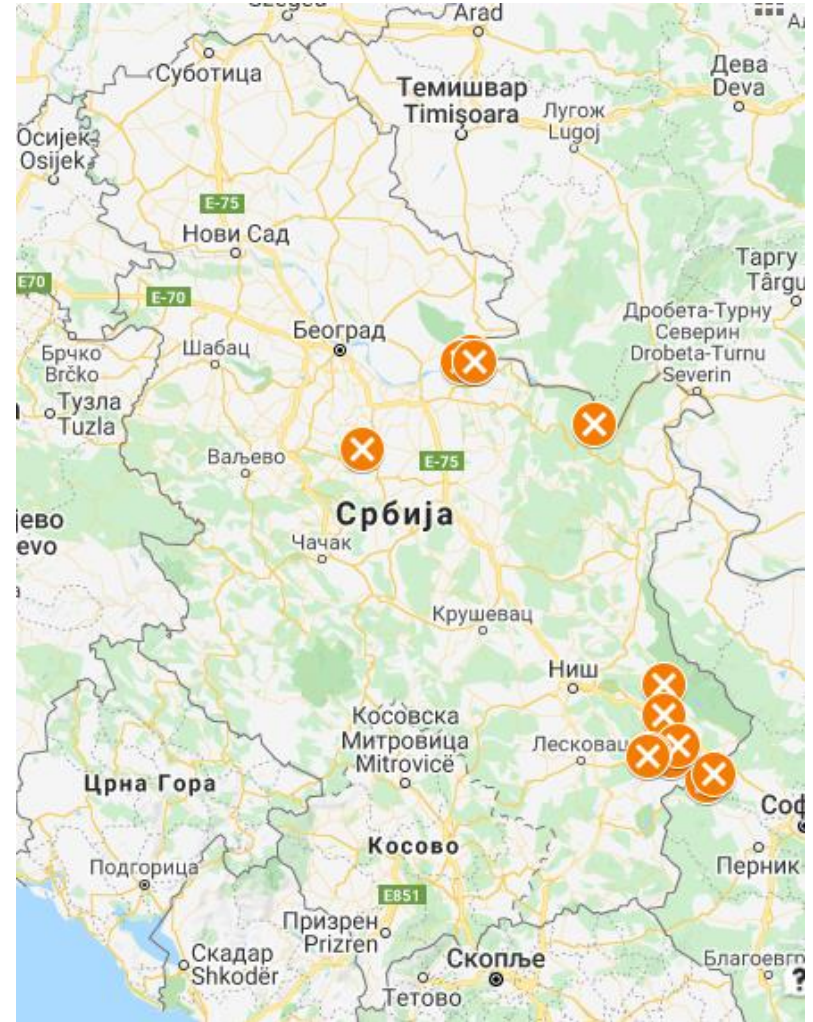 Szeged
Arad
Суботица
Темишвар
Timișoara
Дева
Deva
Лугож
Lugoj
Осијек
Osijek
E-75
Нови Сад
E70
E-70
Таргу
Târgu
Београд
Дробета-Турну
Северин
Drobeta-Turnu
Severin
Брчко
Brčko
Шабац
Тузла
Tuzla
Ваљево
E-75
Србија
јево
evo
Чачак
Крушевац
Ниш
Косовска
Митровица
Mitrovicë
Лесковац
Црна Гора
Соф
Косово
Перник
Подгорица
E851
Призрен
Prizren
Скадар
Shkodër
Скопље
Благоевгр
Тетово
?